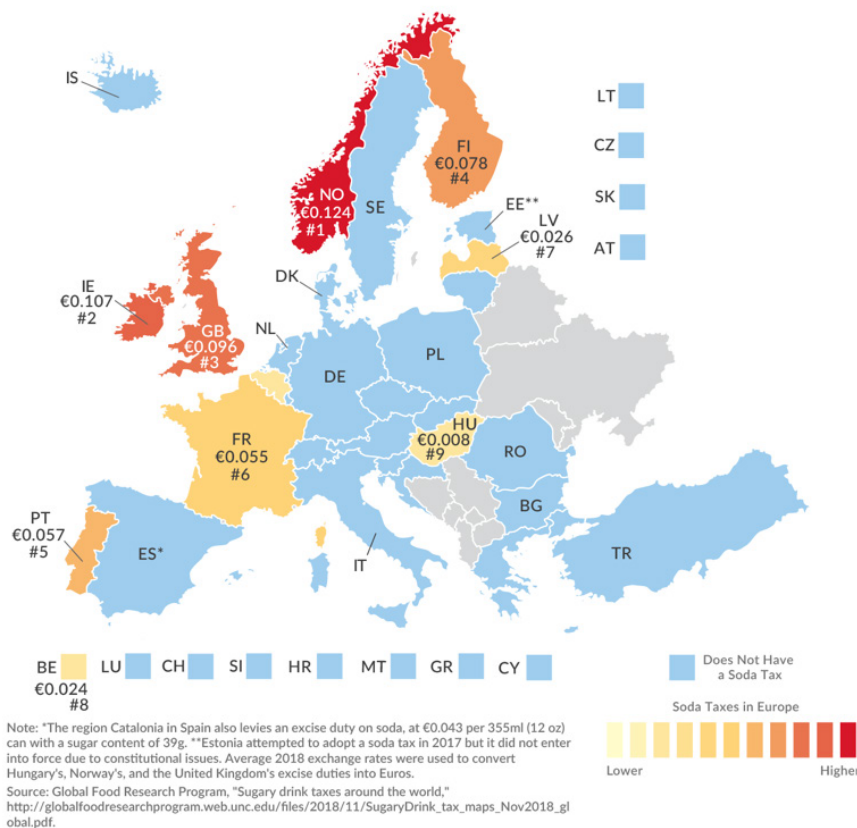 IS
LT
CZ
SK
AT
FI
€0.078
#4
NO
€0.124
#1
SE
EE**
LV
€0.026
#7
DK
IE
€0.107
#2
GB
€0.096
#3
NL
DE
PL
HU
€0.008
#9
FR
€0.055
#6
RO
BG
PT
€0.057
#5
ES*
IT
TR
BE
€0.024
#8
LU
CH
SI
HR
MT
GR
CY
Does Not Have
a Soda Tax
Soda Taxes in Europe
Lower
Higher
Note: *The region Catalonia in Spain also levies an excise duty on soda, at €0.043 per 355ml (12 oz)
can with a sugar content of 39g. **Estonia attempted to adopt a soda tax in 2017 but it did not enter
into force due to constitutional issues. Average 2018 exchange rates were used to convert
Hungary's, Norway's, and the United Kingdom's excise duties into Euros.
Source: Global Food Research Program, "Sugary drink taxes around the world,"
http://globalfoodresearchprogram.web.unc.edu/files/2018/11/SugaryDrink_tax_maps_Nov2018_gl
obal.pdf.